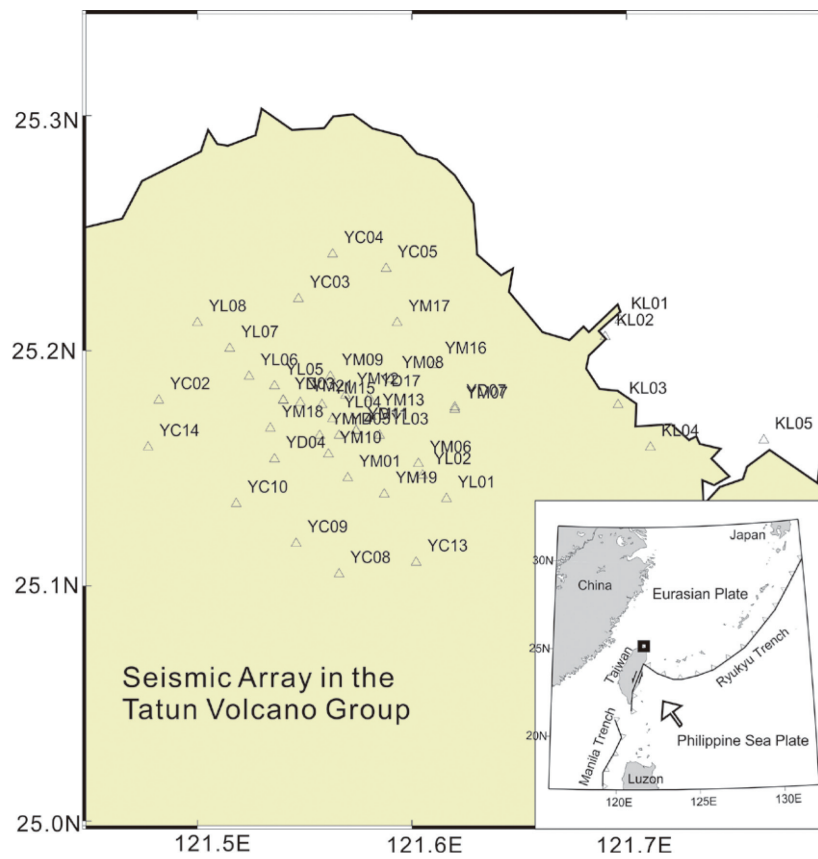 25.3N
YC04
YC05
YC03
KL01
YL08
YM17
KL02
25.2N
YL07
YM16
YL06
YL05
YM09
YM08
YC02
YM12
YD17
YM15
YD07
YM07
KL03
YM18
YL04
YM13
YC14
YD04
YM10
YL03
KL04
KL05
YM01
YM06
YL02
YC10
YM19
YL01
YC09
YC08
YC13
25.1N
Seismic Array in the
Tatun Volcano Group
25.0N
121.5E
121.6E
121.7E
Japan
30N
China
Eurasian Plate
25N
Taiwan
Ryukyu Trench
20N
Manila Trench
Philippine Sea Plate
Luzon
120E
125E
130E